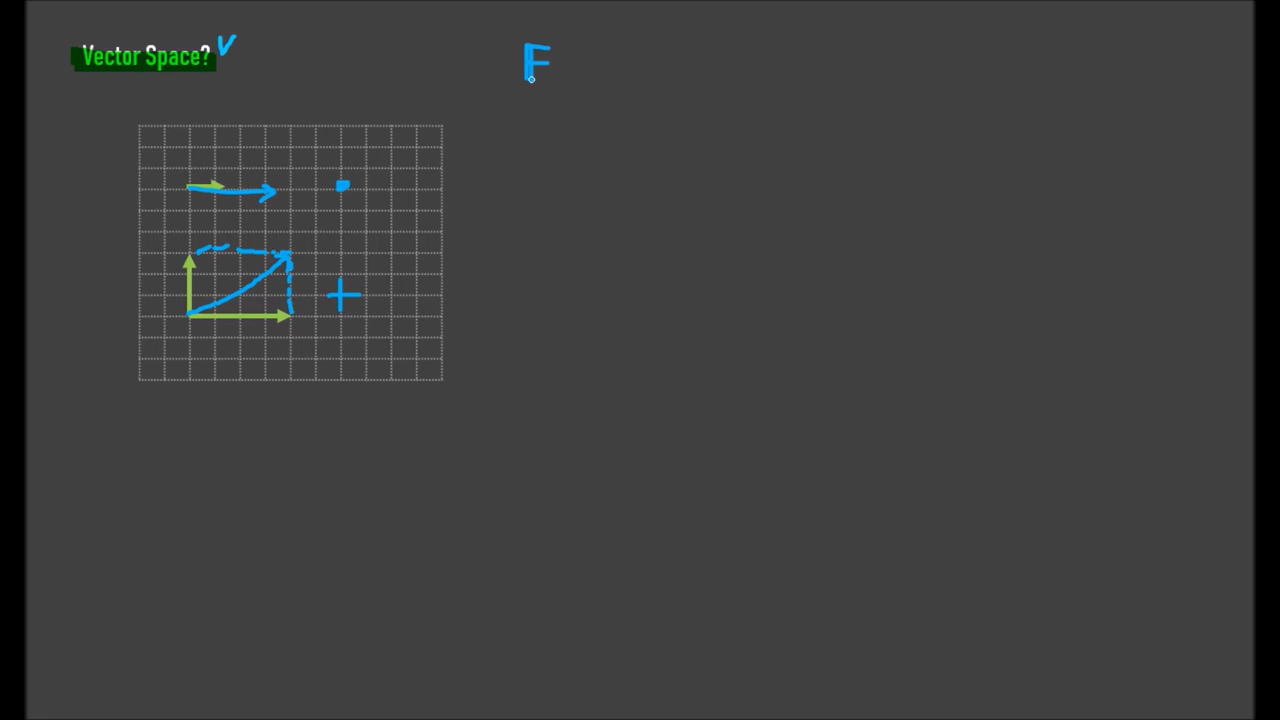 Vector Space? V
𝔽
·
+